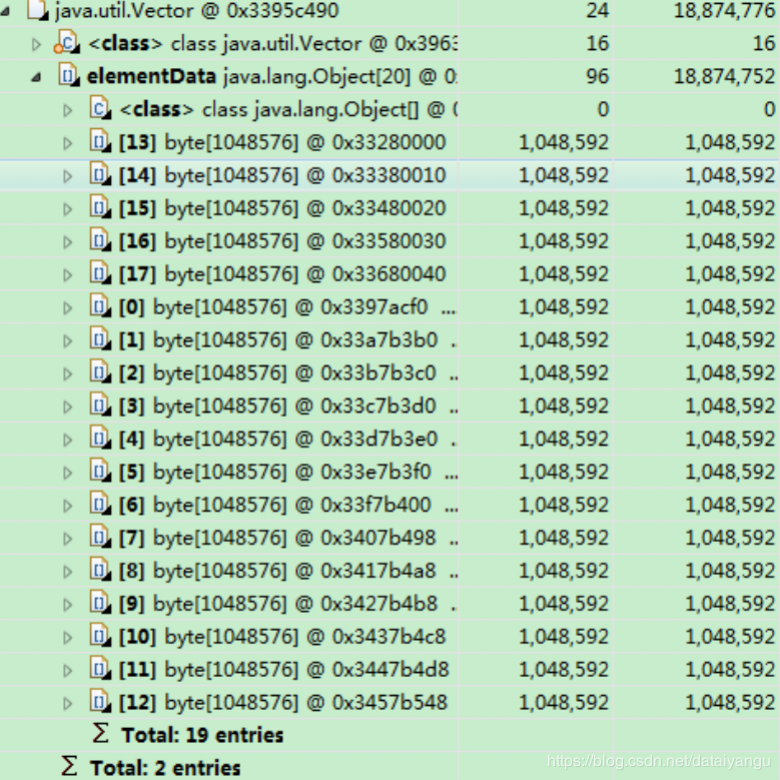 java.util.Vector @ 0x3395c490 24 18,874,776
<class> class java.util.Vector @ 0x3963 16 16
elementData java.lang.Object[20] @ 0 96 18,874,752
<class> class java.lang.Object[] @ 0 0
[13] byte[1048576] @ 0x33280000 1,048,592 1,048,592
[14] byte[1048576] @ 0x33380010 1,048,592 1,048,592
[15] byte[1048576] @ 0x33480020 1,048,592 1,048,592
[16] byte[1048576] @ 0x33580030 1,048,592 1,048,592
[17] byte[1048576] @ 0x33680040 1,048,592 1,048,592
[0] byte[1048576] @ 0x3397acf0 ... 1,048,592 1,048,592
[1] byte[1048576] @ 0x33a7b3b0 .. 1,048,592 1,048,592
[2] byte[1048576] @ 0x33b7b3c0 .. 1,048,592 1,048,592
[3] byte[1048576] @ 0x33c7b3d0 .. 1,048,592 1,048,592
[4] byte[1048576] @ 0x33d7b3e0 . 1,048,592 1,048,592
[5] byte[1048576] @ 0x33e7b3f0 ... 1,048,592 1,048,592
[6] byte[1048576] @ 0x33f7b400 ... 1,048,592 1,048,592
[7] byte[1048576] @ 0x3407b498 .. 1,048,592 1,048,592
[8] byte[1048576] @ 0x3417b4a8 .. 1,048,592 1,048,592
[9] byte[1048576] @ 0x3427b4b8 . 1,048,592 1,048,592
[10] byte[1048576] @ 0x3437b4c8 1,048,592 1,048,592
[11] byte[1048576] @ 0x3447b4d8 1,048,592 1,048,592
[12] byte[1048576] @ 0x3457b548 1,048,592 1,048,592
Σ Total: 19 entries
Σ Total: 2 entries
https://blog.csdn.net/dataiyangu